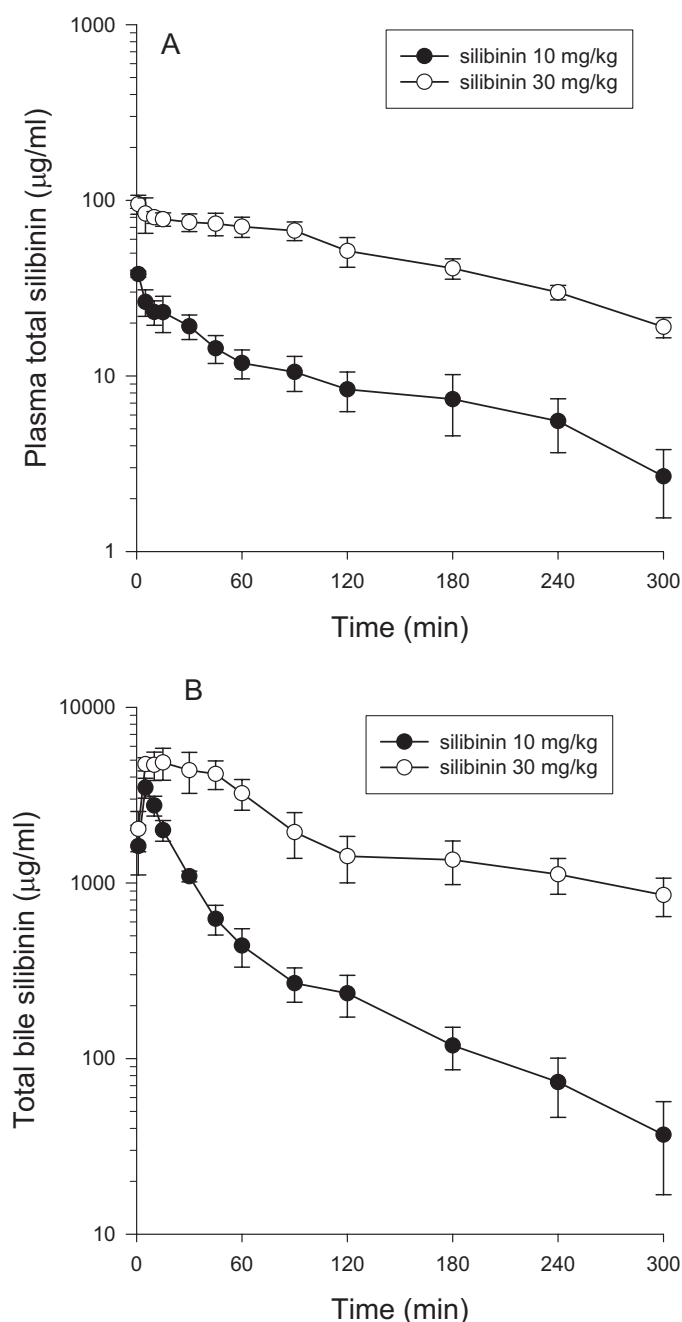 A
silibinin 10 mg/kg
silibinin 30 mg/kg
1000
100
10
1
Plasma total silibinin (μg/ml)
0 60 120 180 240 300
Time (min)
B
silibinin 10 mg/kg
silibinin 30 mg/kg
10000
1000
100
10
Total bile silibinin (μg/ml)
0 60 120 180 240 300
Time (min)